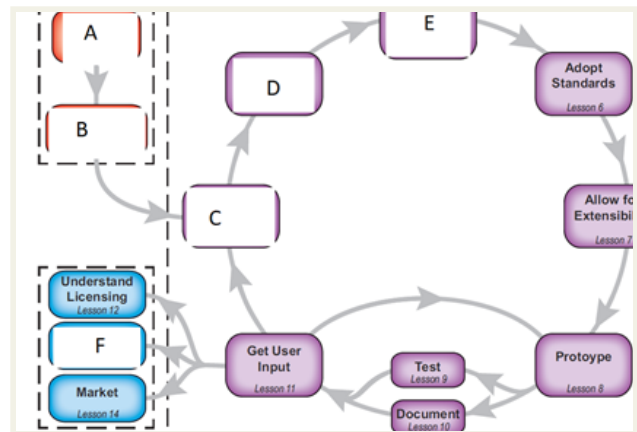 A
B
C
D
E
Adopt
Standards
Lesson 6
Allow fo
Extensibil
Lesson 7
Protoype
Lesson 8
Test
Lesson 9
Document
Lesson 10
Get User
Input
Lesson 11
Understand
Licensing
Lesson 12
F
Market
Lesson 14